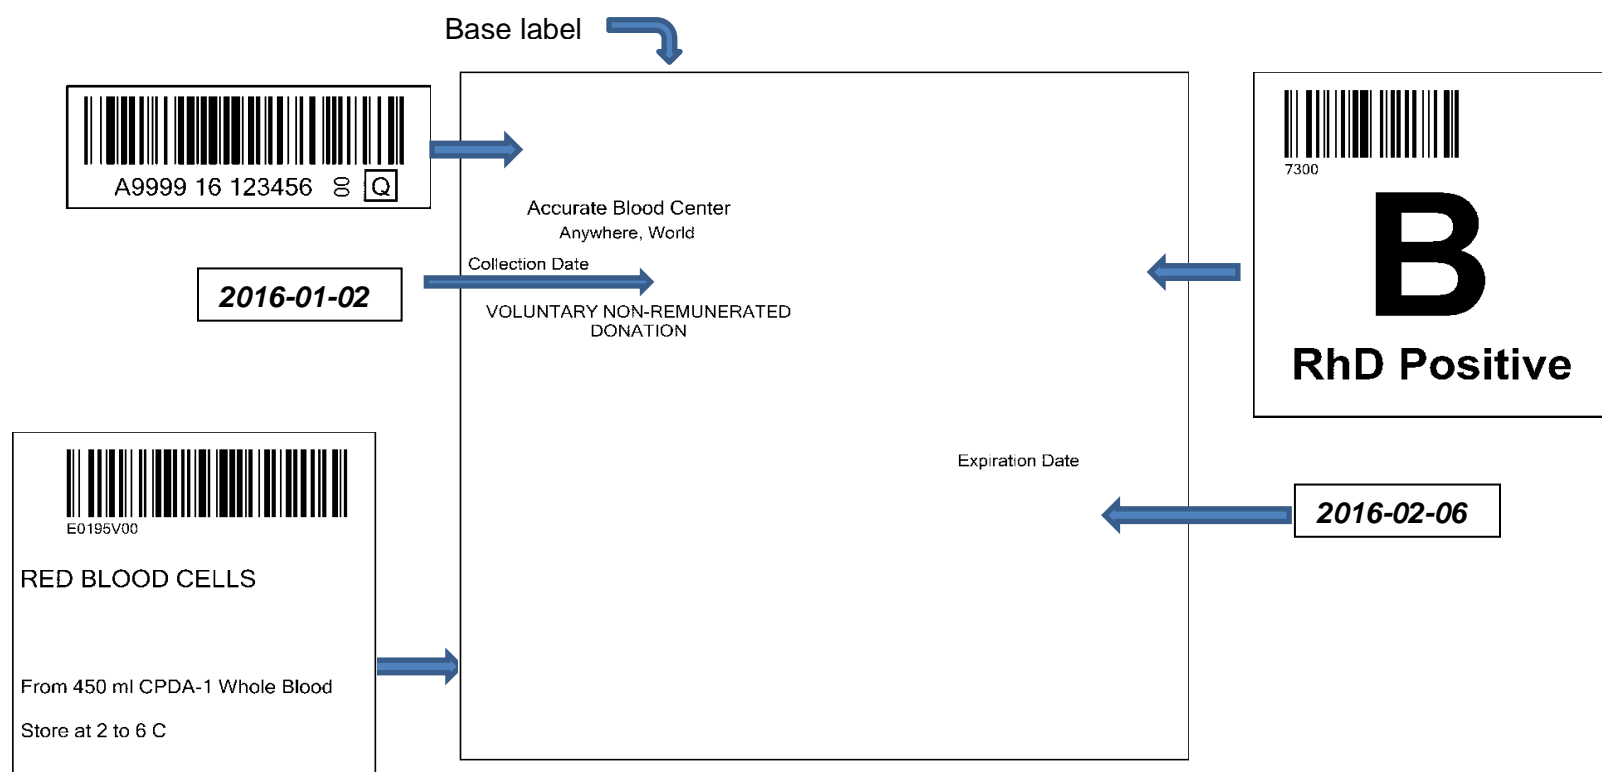 Base label
A9999 16 123456 00 Q
Accurate Blood Center
Anywhere, World
Collection Date
2016-01-02
VOLUNTARY NON-REMUNERATED
DONATION
7300
B
RhD Positive
Expiration Date
2016-02-06
E0195V00
RED BLOOD CELLS
From 450 ml CPDA-1 Whole Blood
Store at 2 to 6 C